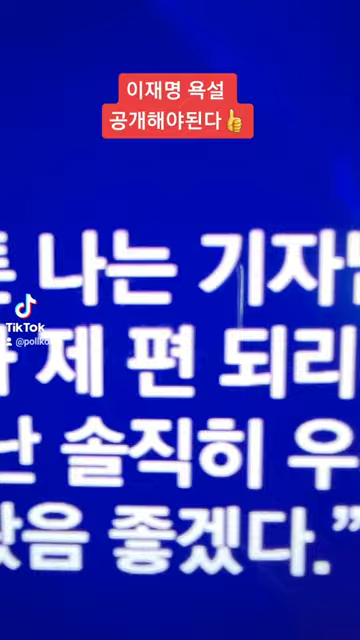 이재명 욕설
공개해야된다👍
나는 기자
제 편 되리
솔직히 우
좋겠다.”
TikTok
@pollko